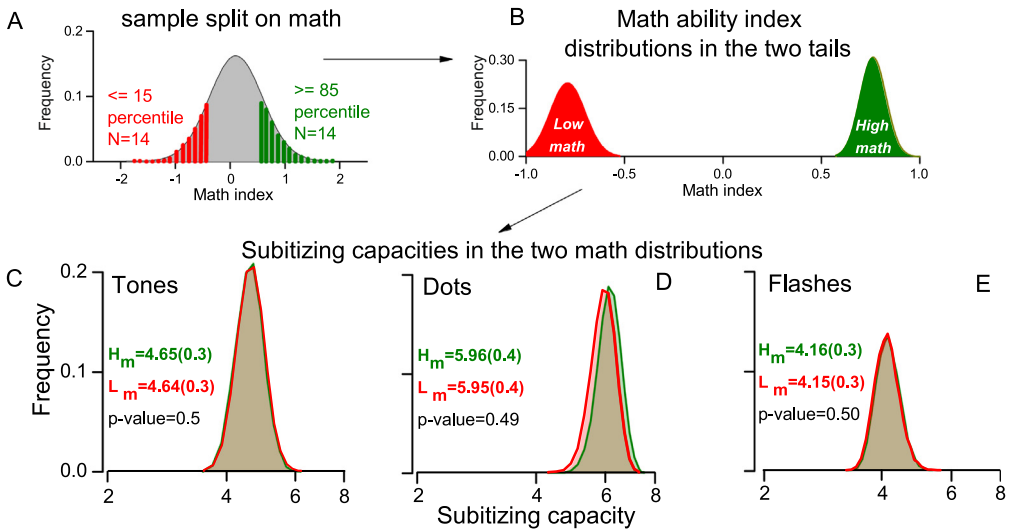 A
sample split on math
0.2
0.1
0.0
Frequency
<= 15
percentile
N=14
>= 85
percentile
N=14
-2
-1
0
1
2
Math index
B
Math ability index
distributions in the two tails
0.30
0.15
0.00
Frequency
Low
math
High
math
-1.0
-0.5
0.0
0.5
1.0
Math index
Subitizing capacities in the two math distributions
C
0.2
0.1
0.0
Frequency
Tones
Hm=4.65(0.3)
L m=4.64(0.3)
p-value=0.5
2
4
6
8
Dots
D
Hm=5.96(0.4)
L m=5.95(0.4)
p-value=0.49
2
4
6
8
Flashes
E
Hm=4.16(0.3)
L m=4.15(0.3)
p-value=0.50
2
4
6
8
Subitizing capacity